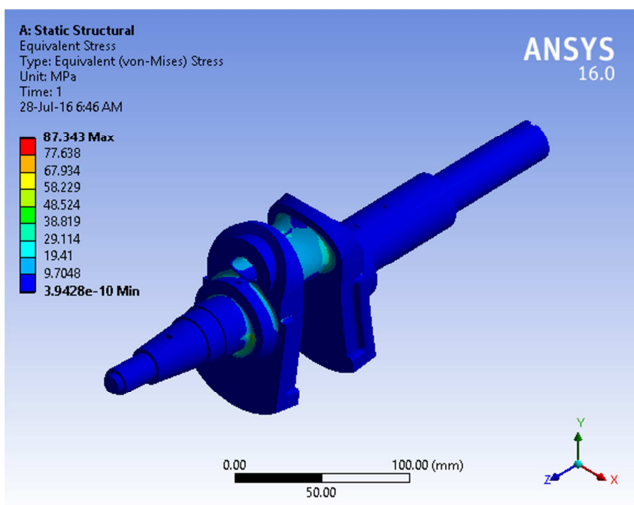 A: Static Structural
Equivalent Stress
Type: Equivalent (von-Mises) Stress
Unit: MPa
Time: 1
28-Jul-16 6:46 AM
ANSYS
16.0
87.343 Max
77.638
67.934
58.229
48.524
38.819
29.114
19.41
9.7048
3.9428e-10 Min
0.00
100.00 (mm)
50.00
Y
Z
X